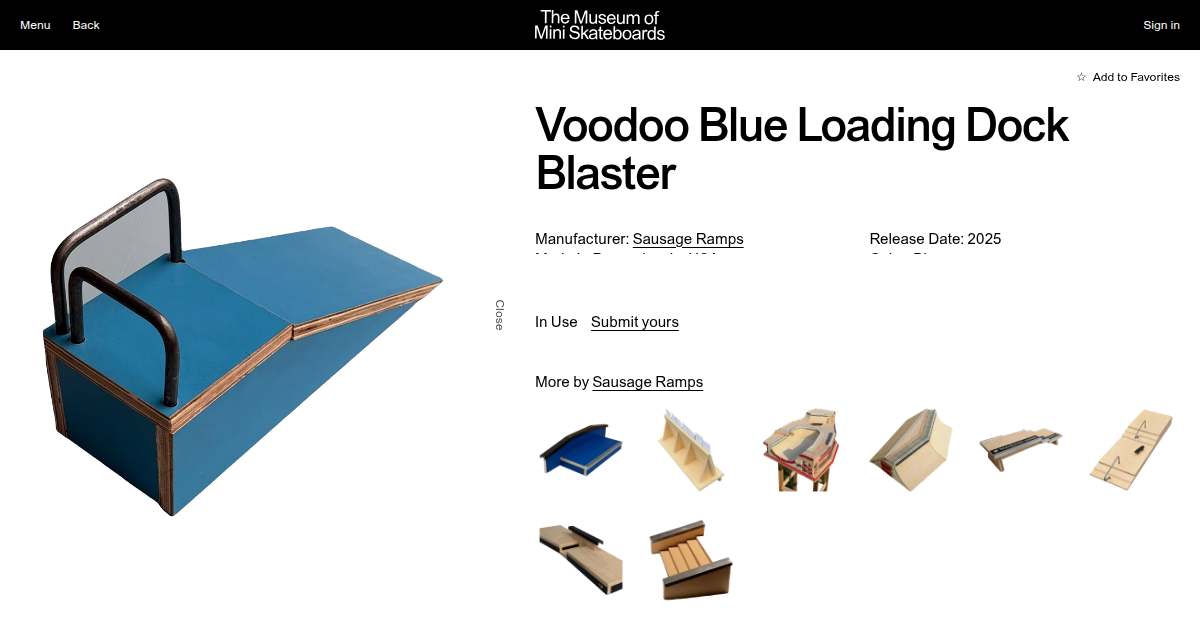 Menu
Back
The Museum of
Mini Skateboards
Sign in
☆ Add to Favorites
Voodoo Blue Loading Dock
Blaster
Manufacturer: Sausage Ramps
Release Date: 2025
Close
In Use
Submit yours
More by Sausage Ramps